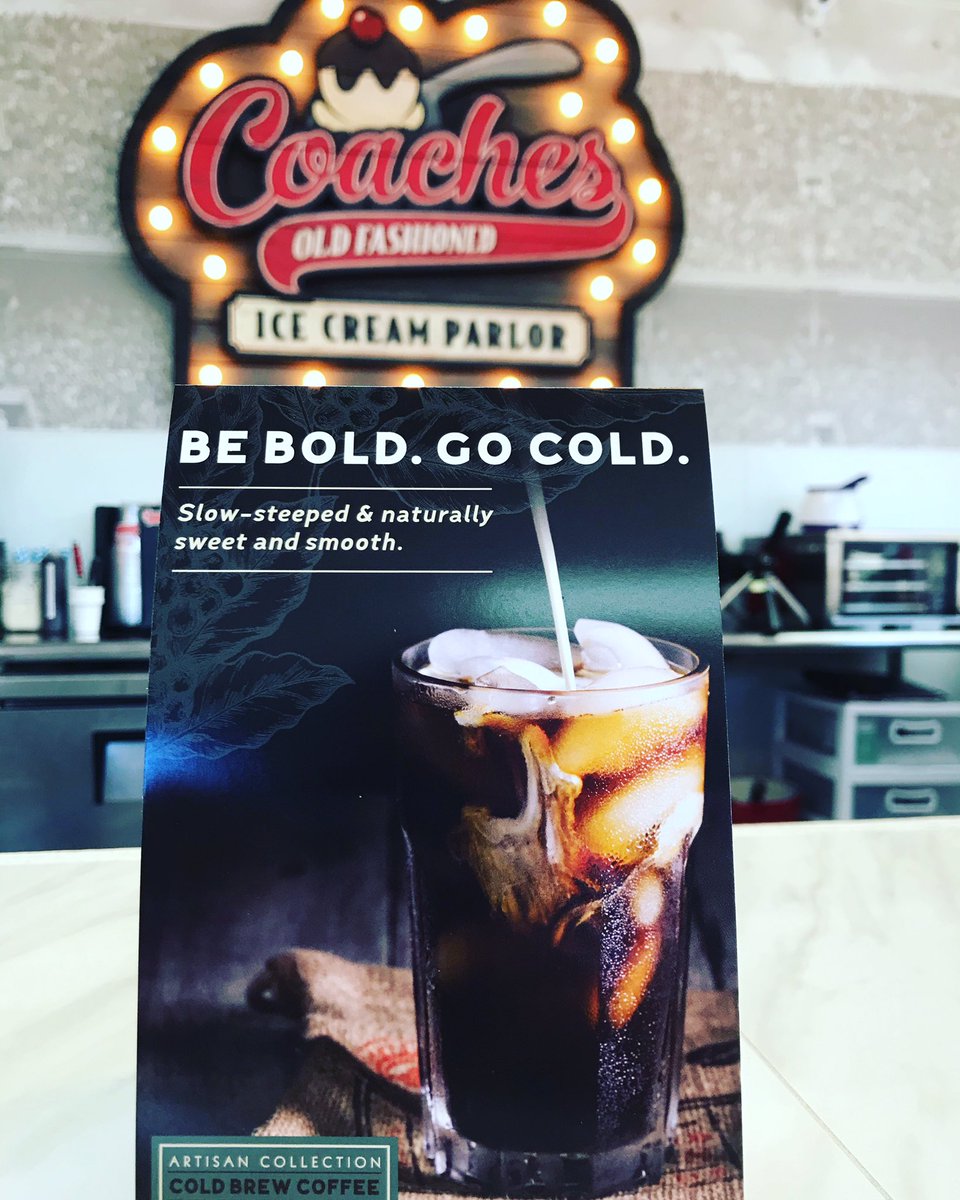 Coaches
OLD FASHIONED
ICE CREAM PARLOR
BE BOLD. GO COLD.
Slow-steeped & naturally
sweet and smooth.
ARTISAN COLLECTION
COLD BREW COFFEE